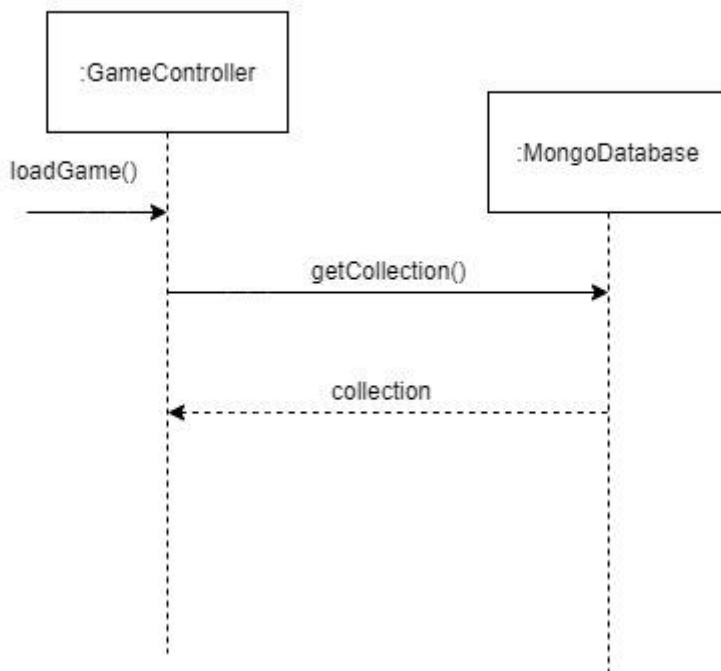 :GameController
:MongoDatabase
loadGame()
getCollection()
collection